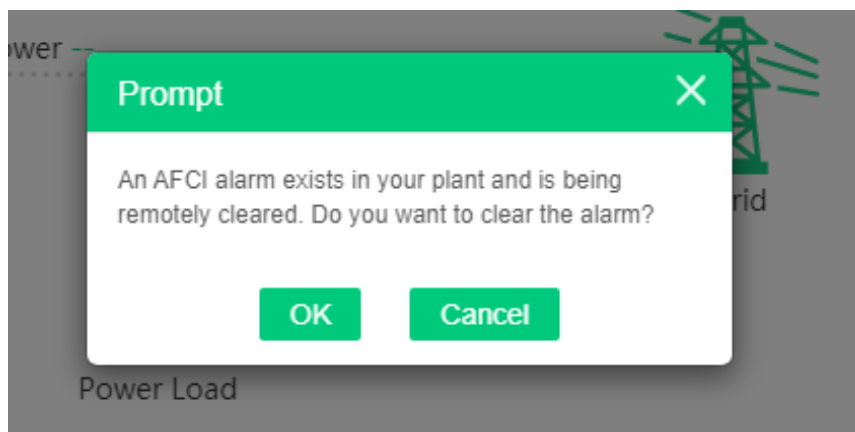 ower --
Prompt
An AFCI alarm exists in your plant and is being
remotely cleared. Do you want to clear the alarm?
rid
OK Cancel
Power Load